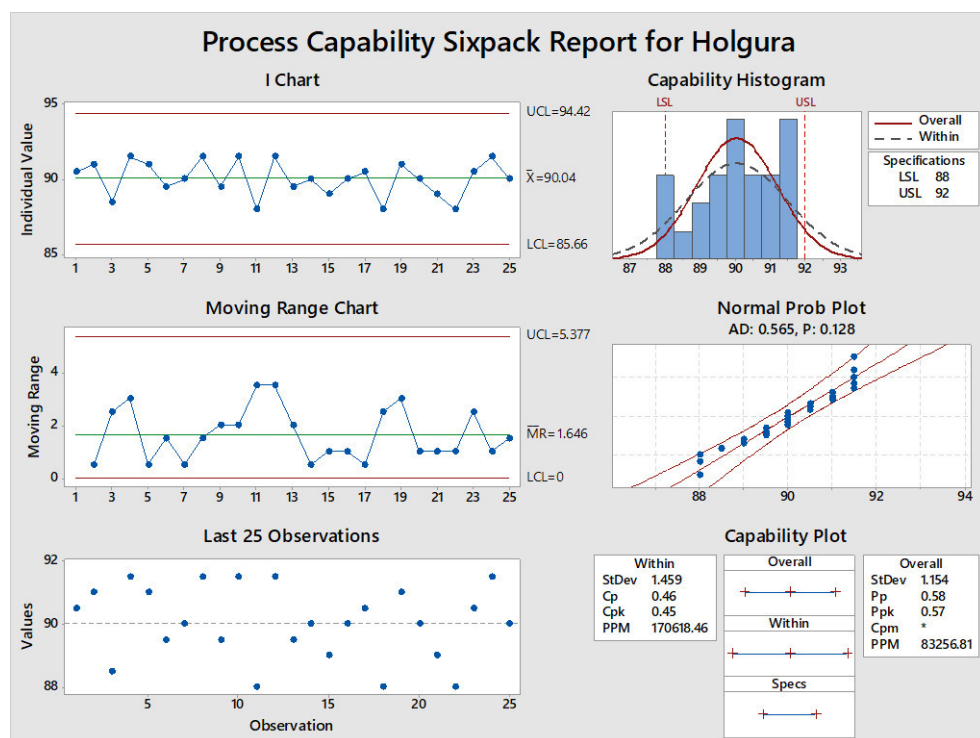 Process Capability Sixpack Report for Holgura
I Chart
Individual Value
95
90
85
1 3 5 7 9 11 13 15 17 19 21 23 25
UCL=94.42
X̄=90.04
LCL=85.66
Capability Histogram
LSL USL
87 88 89 90 91 92 93
Overall
Within
Specifications
LSL 88
USL 92
Moving Range Chart
Moving Range
4
2
0
1 3 5 7 9 11 13 15 17 19 21 23 25
UCL=5.377
M̅R̅=1.646
LCL=0
Normal Prob Plot
AD: 0.565, P: 0.128
88 90 92 94
Last 25 Observations
Values
92
90
88
5 10 15 20 25
Observation
Capability Plot
Within
StDev 1.459
Cp 0.46
Cpk 0.45
PPM 170618.46
Overall
Within
Specs
Overall
StDev 1.154
Pp 0.58
Ppk 0.57
Cpm *
PPM 83256.81